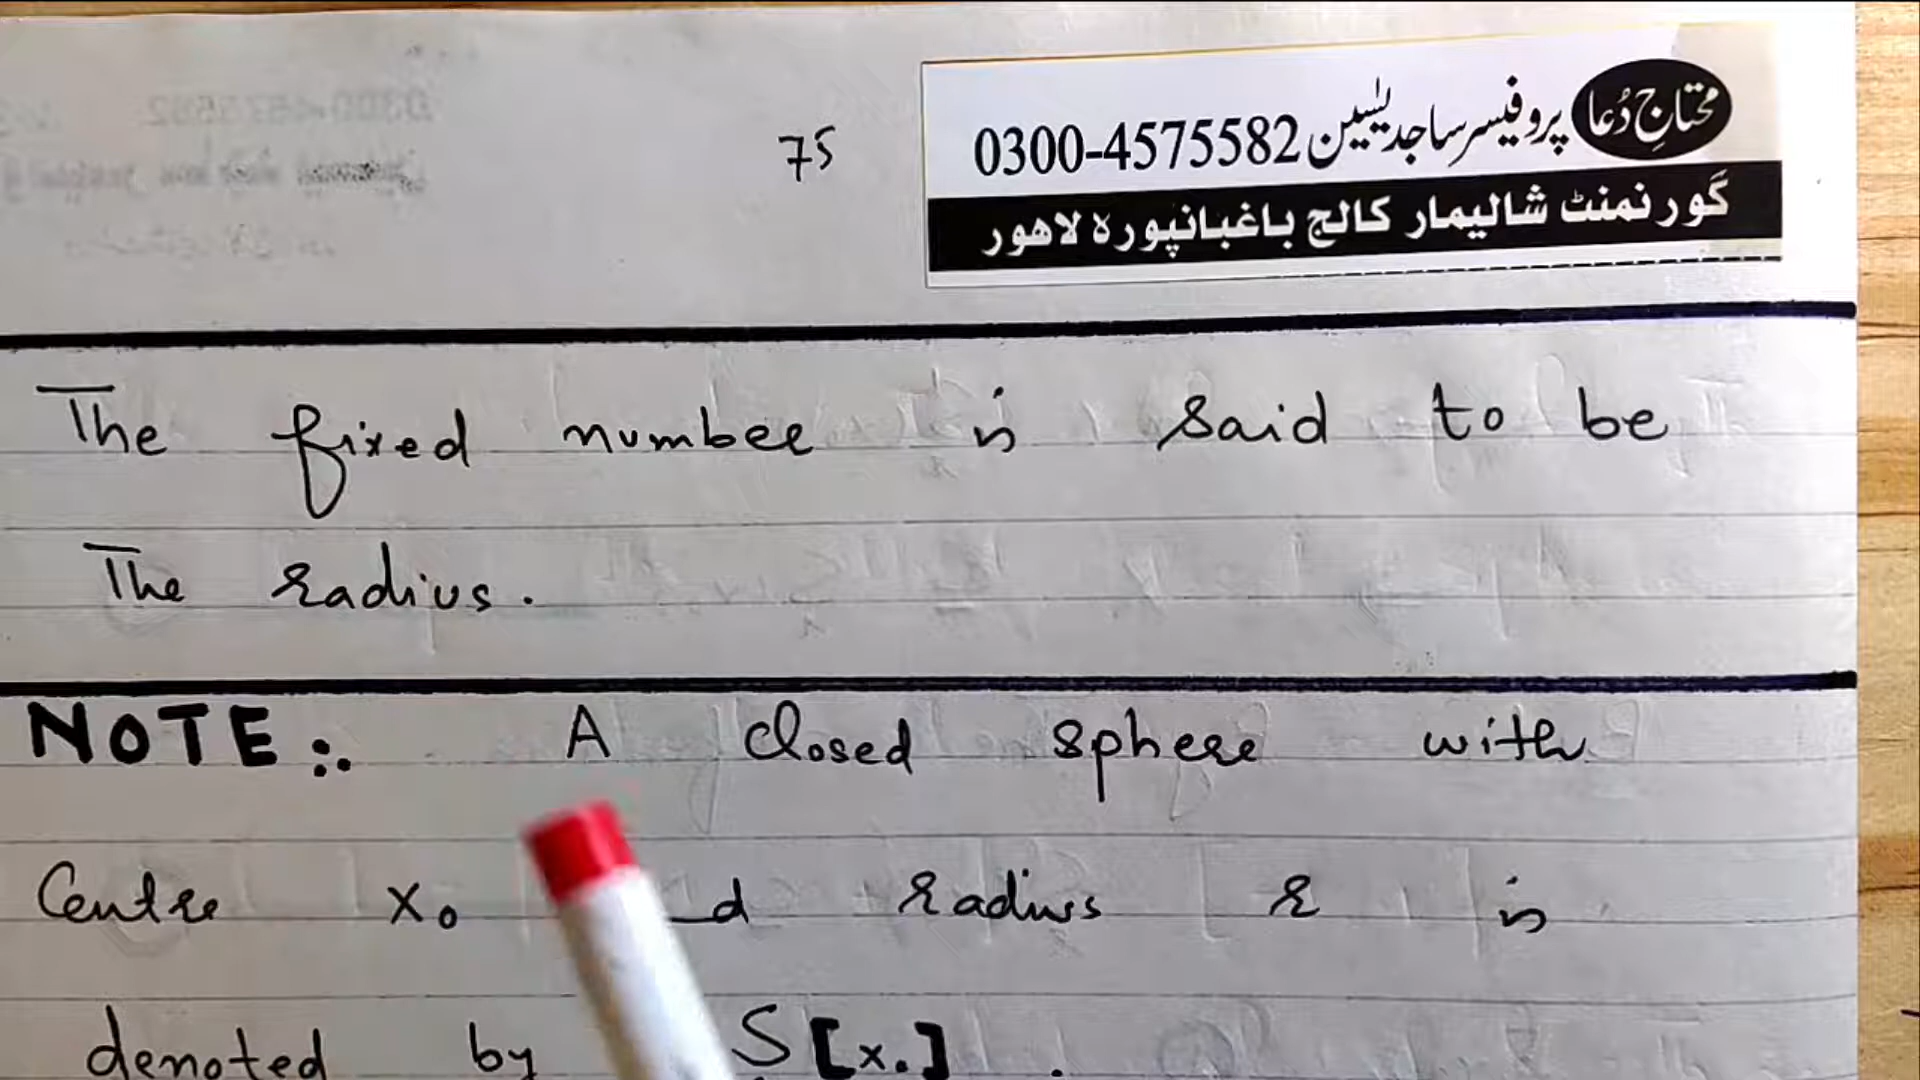 75
محتاجِ دُعا پروفیسر ساجد یٰسین 0300-4575582
گورنمنٹ شالیمار کالج باغبانپورہ لاہور
The fixed number is said to be
The radius.
NOTE:. A closed sphere with
Centre x₀ d radius r is
denoted by S[x₀] .